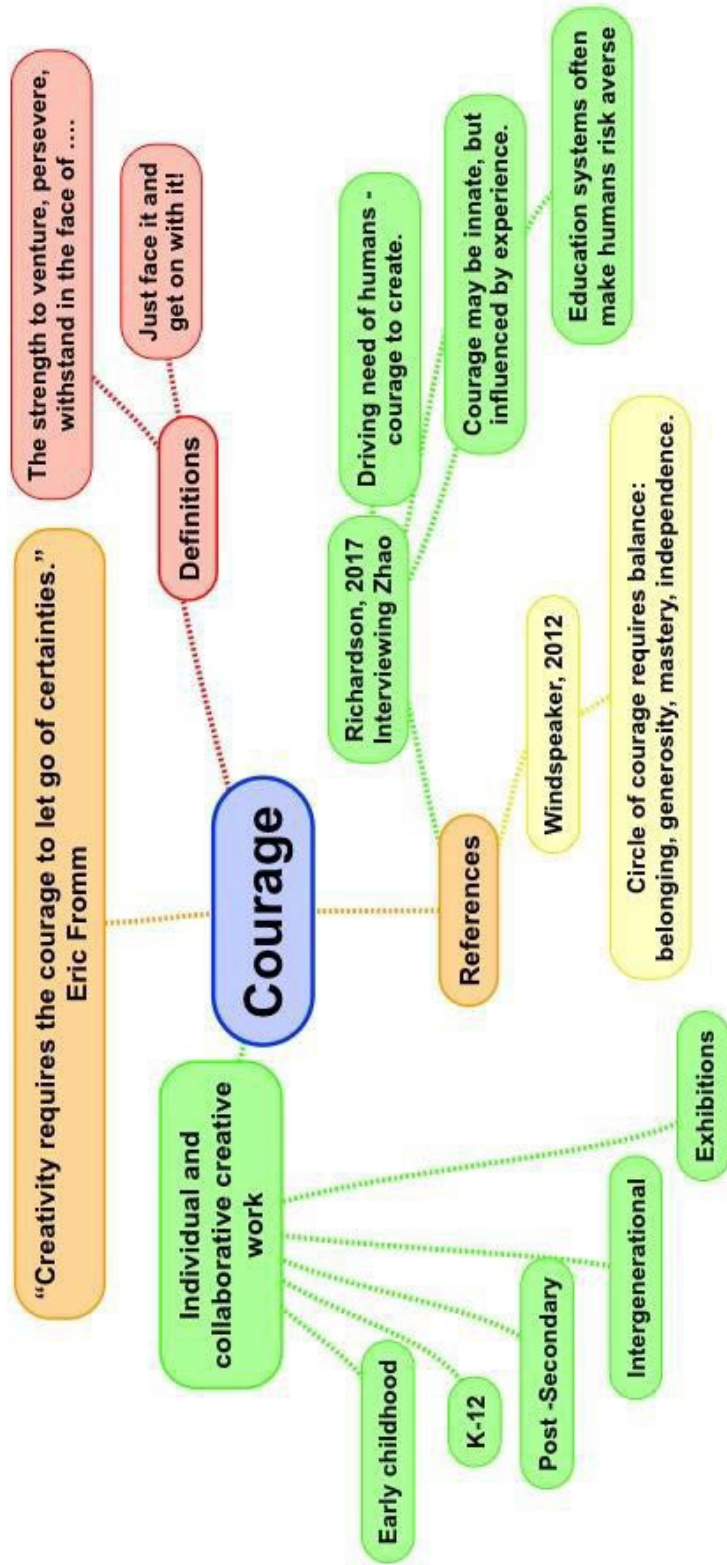 “Creativity requires the courage to let go of certainties.”
Eric Fromm
The strength to venture, persevere,
withstand in the face of ....
Just face it and
get on with it!
Definitions
Courage
Individual and
collaborative creative
work
Early childhood
K-12
Post -Secondary
Intergenerational
Exhibitions
References
Richardson, 2017
Interviewing Zhao
Driving need of humans -
courage to create.
Courage may be innate, but
influenced by experience.
Education systems often
make humans risk averse
Windspeaker, 2012
Circle of courage requires balance:
belonging, generosity, mastery, independence.